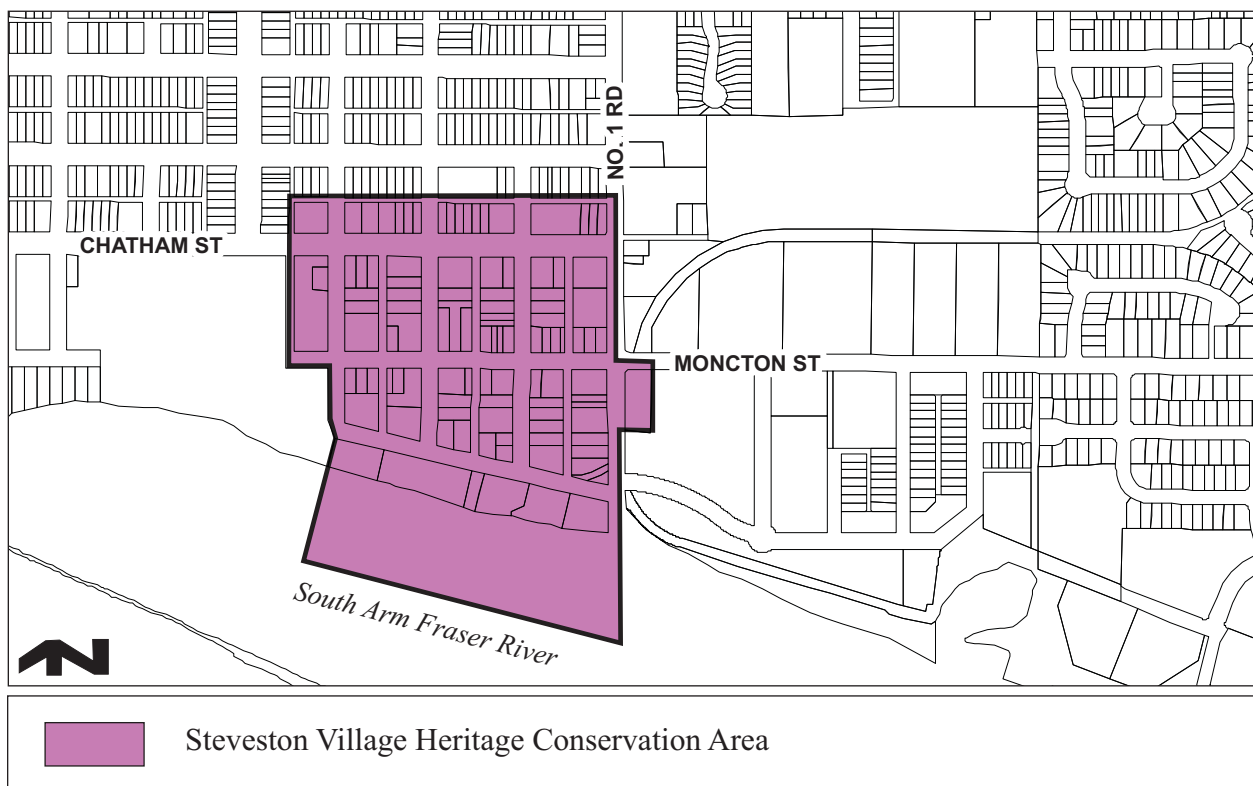 NO. 1 RD
CHATHAM ST
MONCTON ST
South Arm Fraser River
N
Steveston Village Heritage Conservation Area